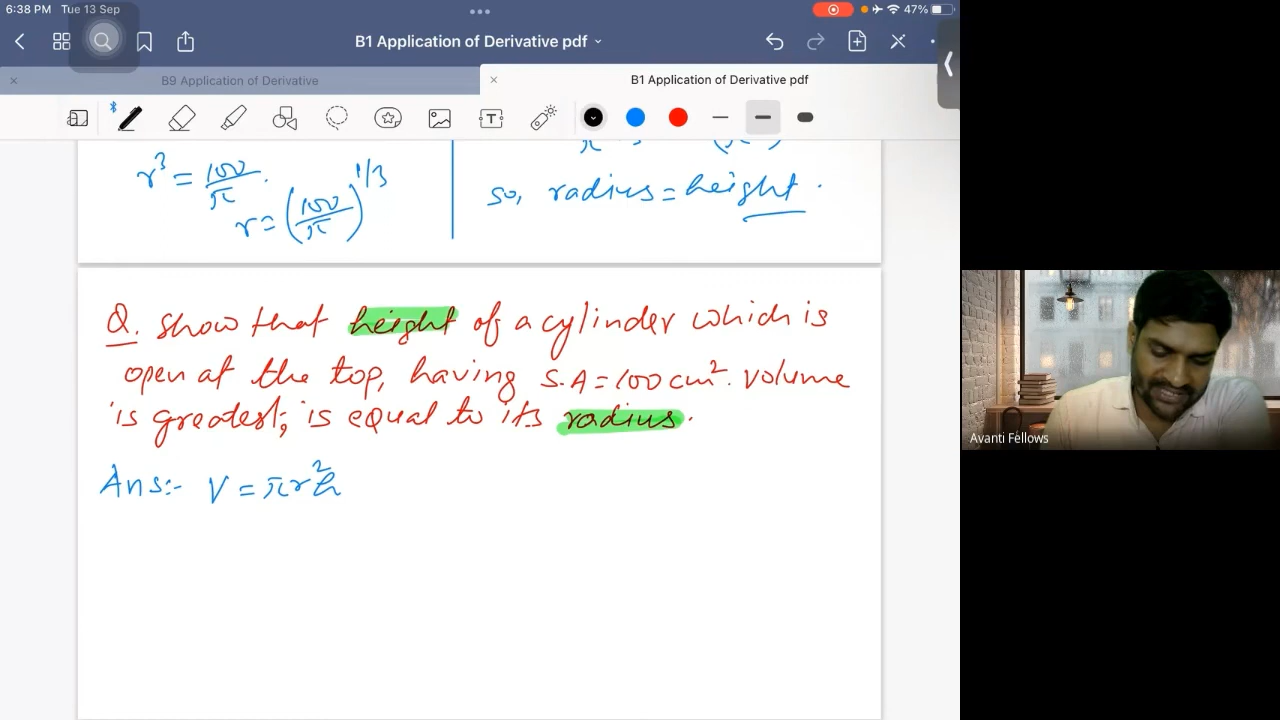 6:38 PM Tue 13 Sep
47%
B1 Application of Derivative pdf
B9 Application of Derivative
B1 Application of Derivative pdf
r³ = 100/π.
r = (100/π)^1/3
so, radius = height.
Q. show that height of a cylinder which is
open at the top, having S.A = 100 cm². volume
is greatest; is equal to its radius.
Ans:- V = πr²h
Avanti Fellows